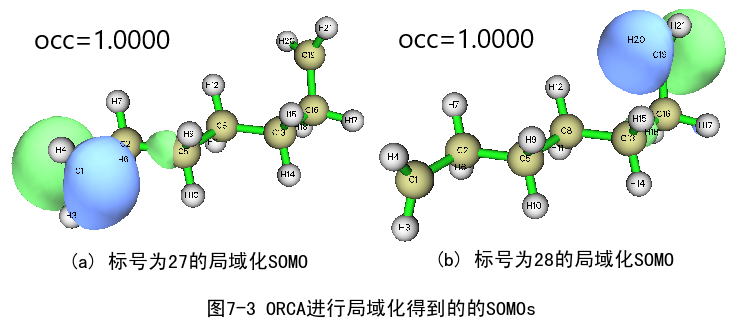 occ=1.0000
H20
H21
C19
H12
H7
H9
H15
C16
H17
H18
C8
C13
C2
H4
H6
C5
C1
H10
H14
H3
(a) 标号为27的局域化SOMO
occ=1.0000
H21
H20
C19
H12
H7
H15
C16
H17
H9
C8
C13
H18
H4
C2
C5
H11
H6
C1
H14
H10
H3
(b) 标号为28的局域化SOMO
图7-3 ORCA进行局域化得到的的SOMOs